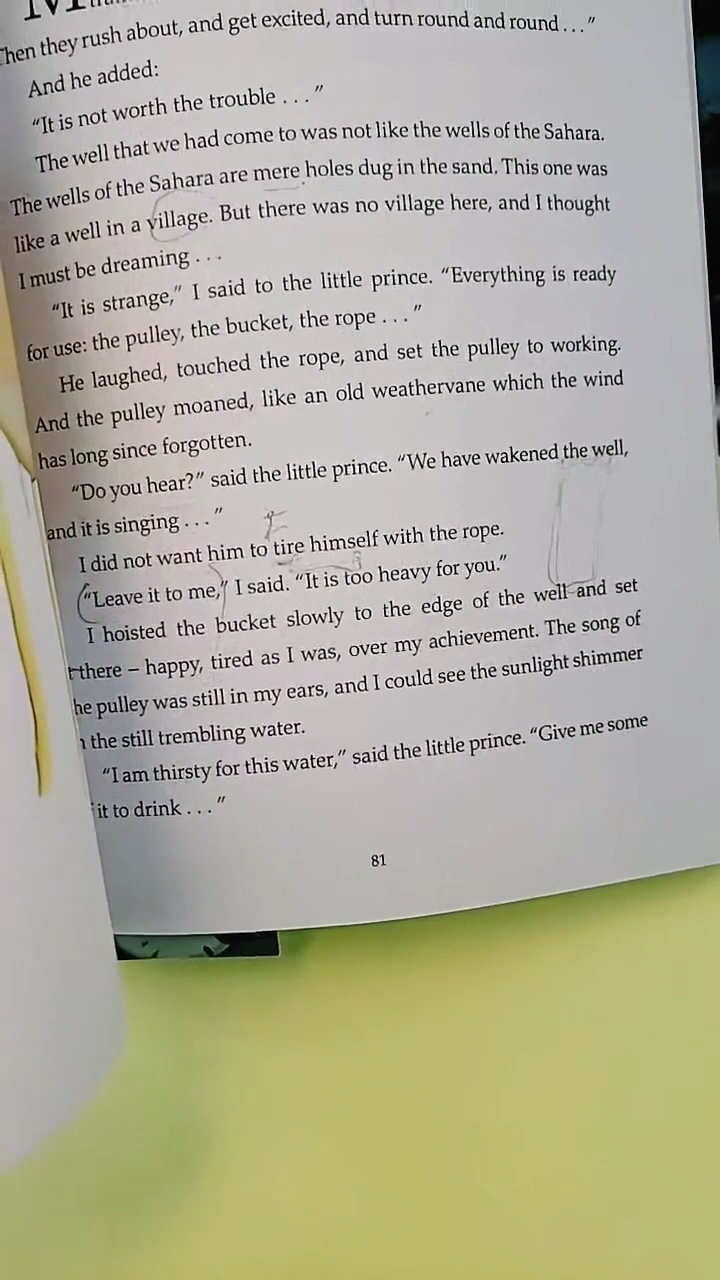 they rush about, and get excited, and turn round and round . . ."
And he added:
"It is not worth the trouble . . ."
The well that we had come to was not like the wells of the Sahara.
The wells of the Sahara are mere holes dug in the sand. This one was
like a well in a village. But there was no village here, and I thought
I must be dreaming . . .
"It is strange," I said to the little prince. "Everything is ready
for use: the pulley, the bucket, the rope . . ."
He laughed, touched the rope, and set the pulley to working.
And the pulley moaned, like an old weathervane which the wind
has long since forgotten.
"Do you hear?" said the little prince. "We have wakened the well,
and it is singing . . ."
I did not want him to tire himself with the rope.
"Leave it to me," I said. "It is too heavy for you."
I hoisted the bucket slowly to the edge of the well and set
there – happy, tired as I was, over my achievement. The song of
he pulley was still in my ears, and I could see the sunlight shimmer
the still trembling water.
"I am thirsty for this water," said the little prince. "Give me some
it to drink . . ."
81